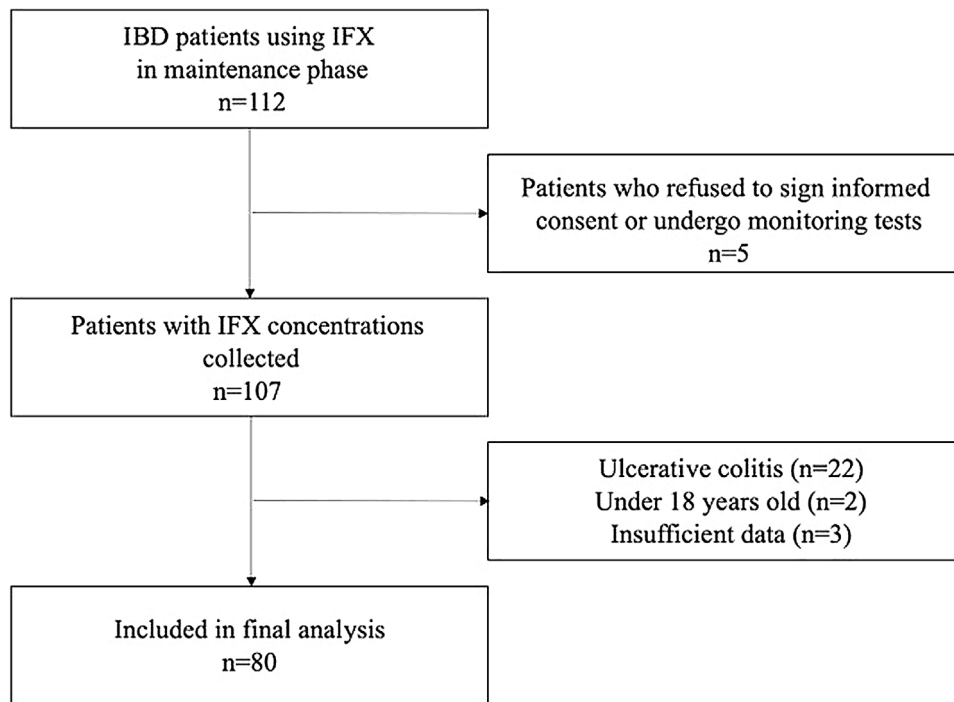 IBD patients using IFX
in maintenance phase
n=112
Patients who refused to sign informed
consent or undergo monitoring tests
n=5
Patients with IFX concentrations
collected
n=107
Ulcerative colitis (n=22)
Under 18 years old (n=2)
Insufficient data (n=3)
Included in final analysis
n=80